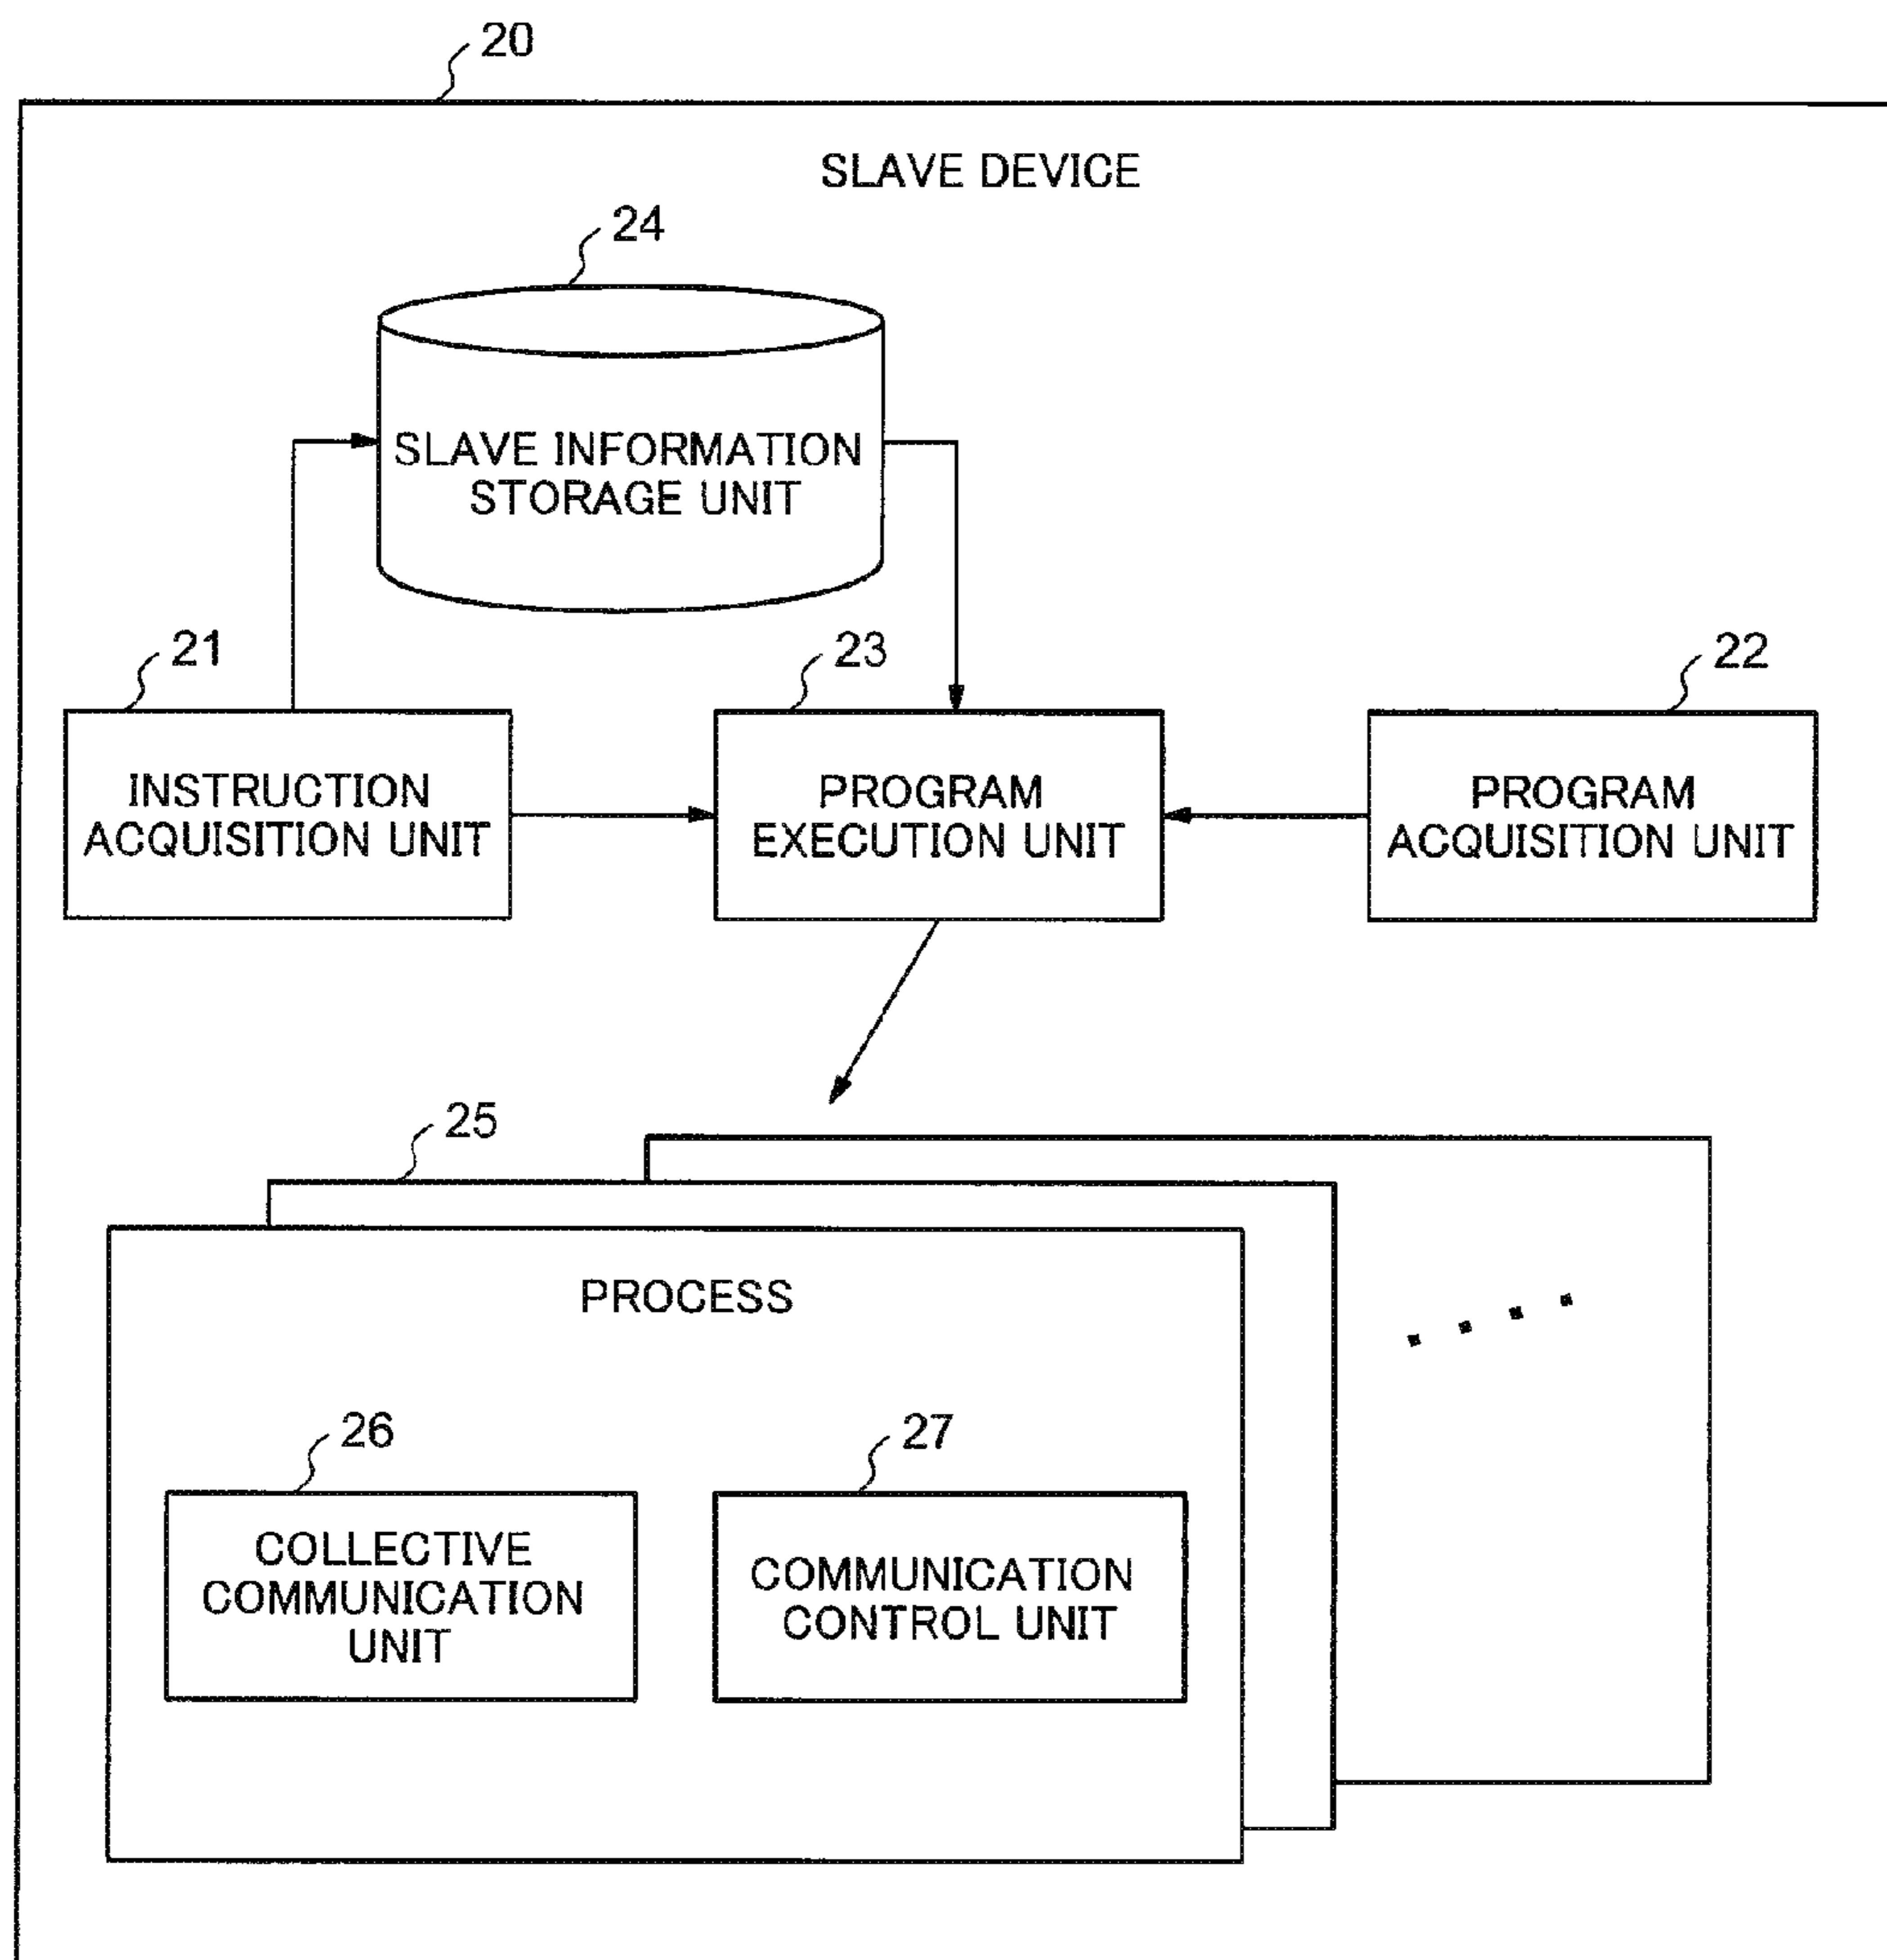 20
SLAVE DEVICE
24
SLAVE INFORMATION
STORAGE UNIT
21
23
22
INSTRUCTION
ACQUISITION UNIT
PROGRAM
EXECUTION UNIT
PROGRAM
ACQUISITION UNIT
25
PROCESS
26
27
COLLECTIVE
COMMUNICATION
UNIT
COMMUNICATION
CONTROL UNIT